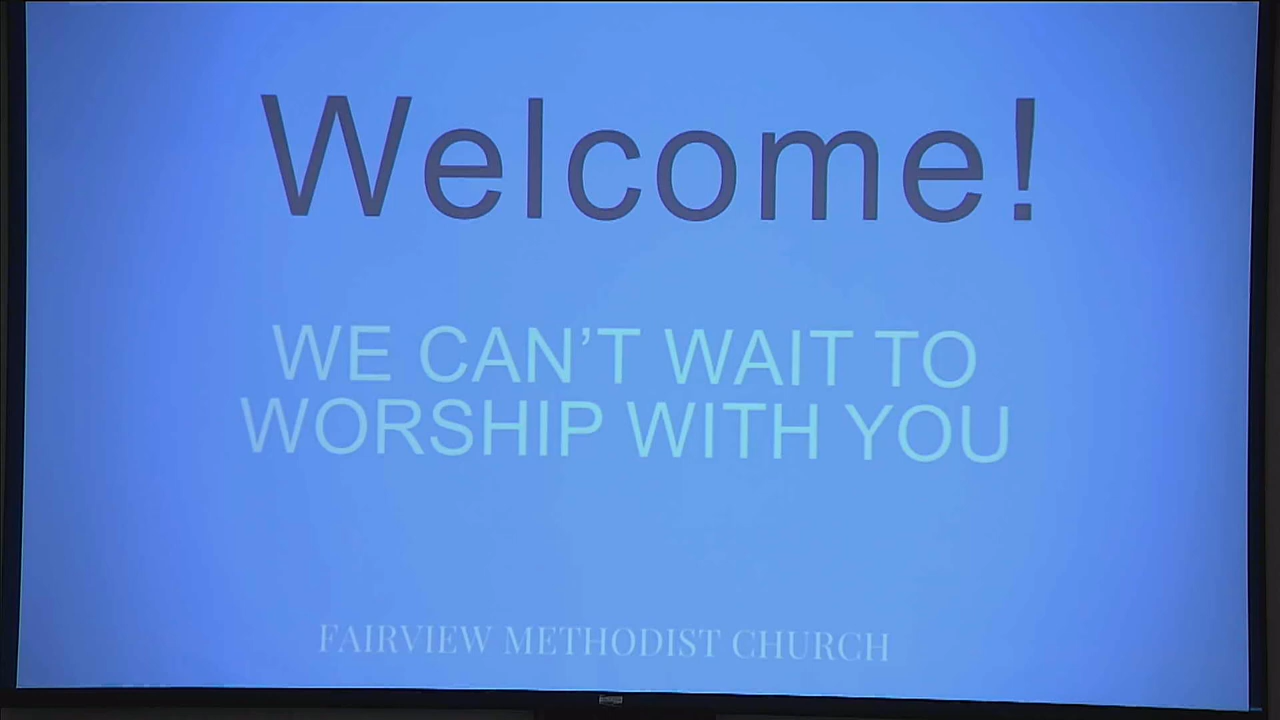 Welcome!
WE CAN’T WAIT TO
WORSHIP WITH YOU
FAIRVIEW METHODIST CHURCH